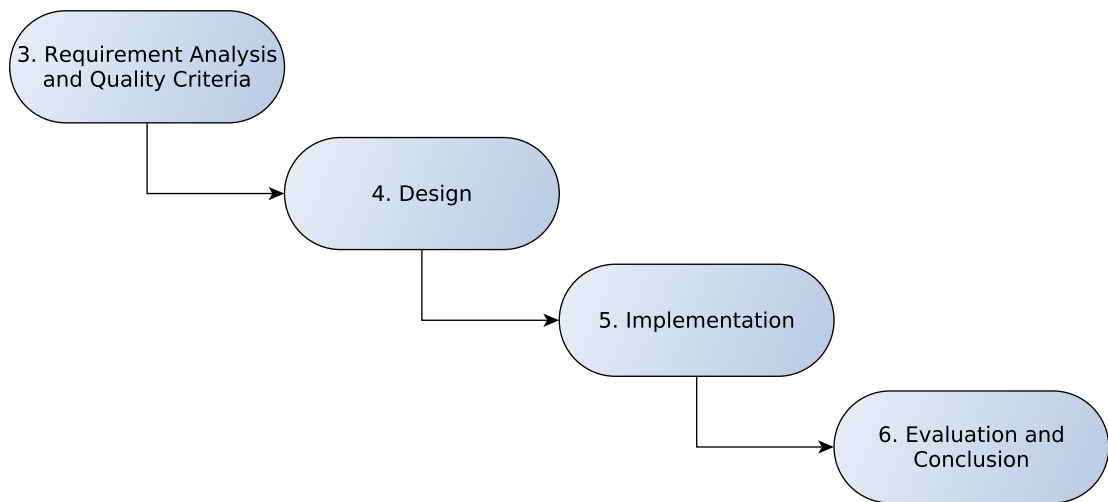 3. Requirement Analysis
and Quality Criteria
4. Design
5. Implementation
6. Evaluation and
Conclusion